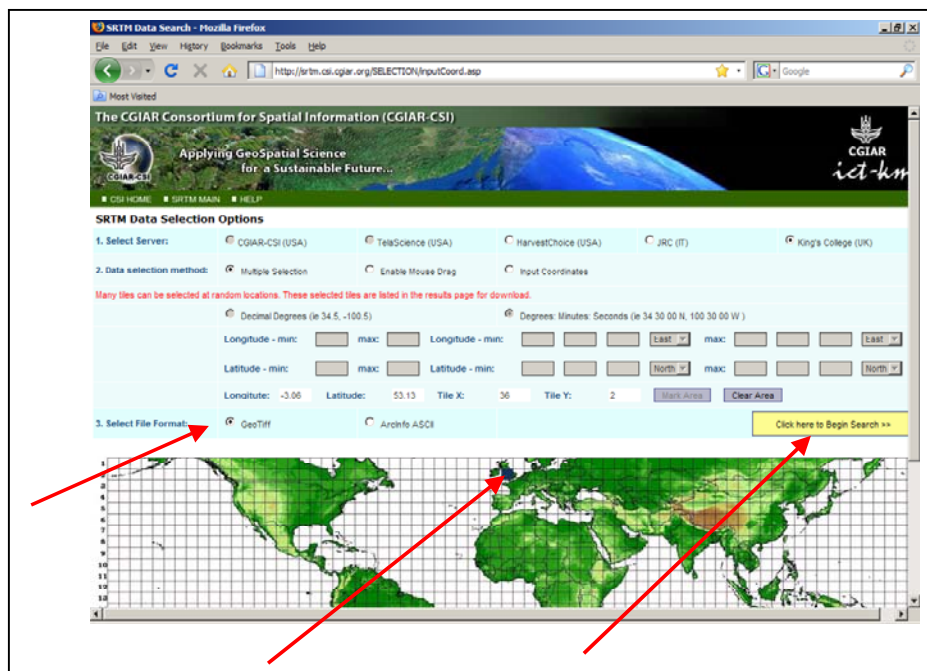 SRTM Data Search - Mozilla Firefox
File Edit View History Bookmarks Tools Help
http://srtm.csi.cgiar.org/SELECTION/inputCoord.asp
Google
Most Visited
The CGIAR Consortium for Spatial Information (CGIAR-CSI)
Applying GeoSpatial Science
for a Sustainable Future...
CGIAR-CSI
CGIAR
ict-km
CSI HOME SRTM MAIN HELP
SRTM Data Selection Options
1. Select Server: CGIAR-CSI (USA) TelaScience (USA) HarvestChoice (USA) JRC (IT) King's College (UK)
2. Data selection method: Multiple Selection Enable Mouse Drag Input Coordinates
Many tiles can be selected at random locations. These selected tiles are listed in the results page for download.
Decimal Degrees (ie 34.5, -100.5) Degrees: Minutes: Seconds (ie 34 30 00 N, 100 30 00 W )
Longitude - min: max: Longitude - min: East max: East
Latitude - min: max: Latitude - min: North max: North
Longitute: -3.06 Latitude: 53.13 Tile X: 36 Tile Y: 2 Mark Area Clear Area
3. Select File Format: GeoTiff ArcInfo ASCII Click here to Begin Search >>
1
2
3
4
5
6
7
8
9
10
11
12